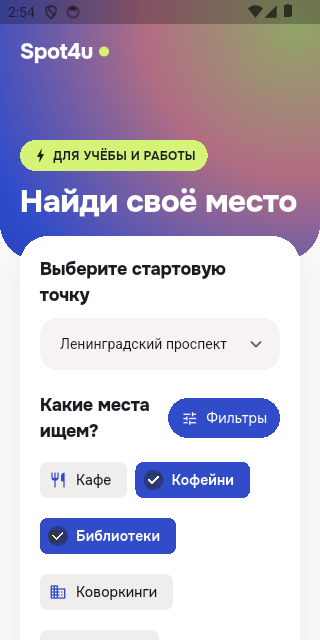 2:54
Spot4u
ДЛЯ УЧЁБЫ И РАБОТЫ
Найди своё место
Выберите стартовую
точку
Ленинградский проспект
Какие места
ищем?
Фильтры
Кафе
Кофейни
Библиотеки
Коворкинги